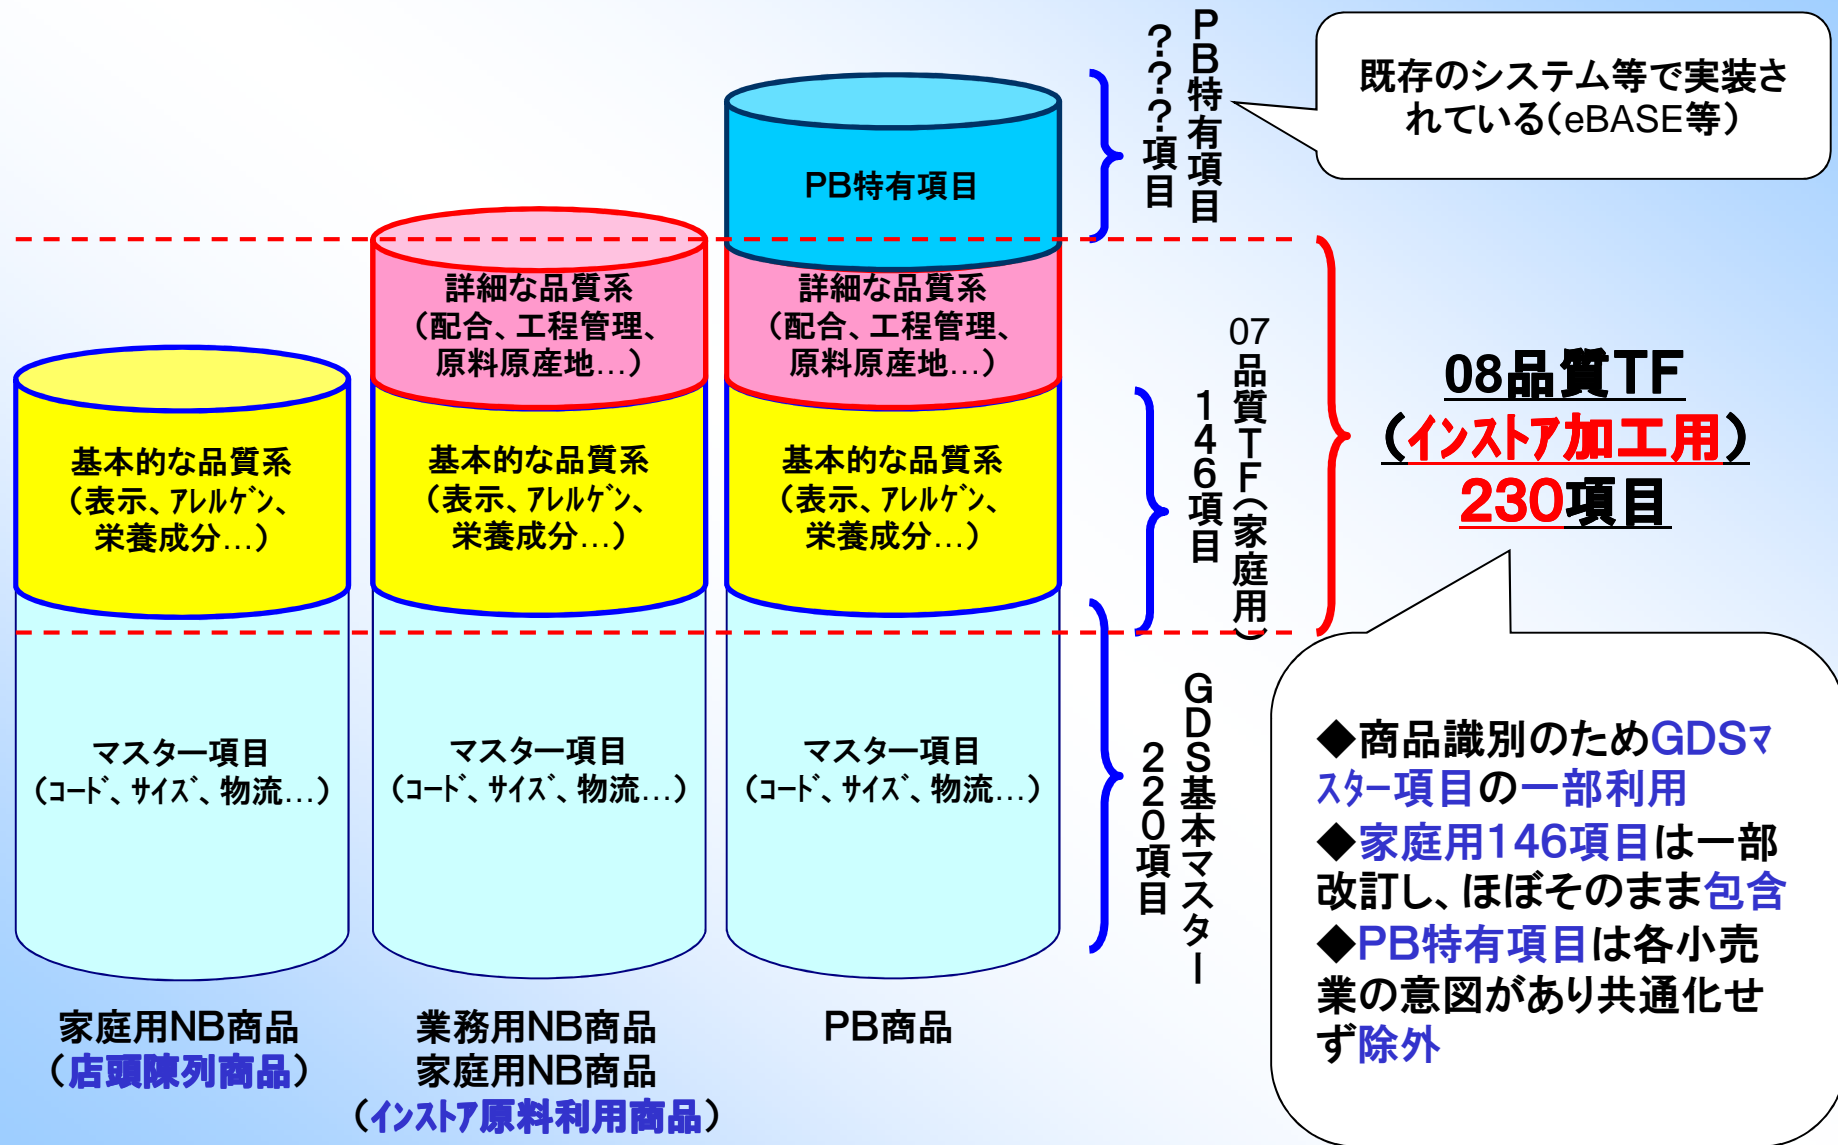 PB特有項目
???項目
既存のシステム等で実装さ
れている(eBASE等)
PB特有項目
詳細な品質系
(配合、工程管理、
原料原産地…)
詳細な品質系
(配合、工程管理、
原料原産地…)
基本的な品質系
(表示、アレルゲン、
栄養成分…)
基本的な品質系
(表示、アレルゲン、
栄養成分…)
基本的な品質系
(表示、アレルゲン、
栄養成分…)
07品質TF(家庭用)
146項目
08品質TF
(インストア加工用)
230項目
マスター項目
(コード、サイズ、物流…)
マスター項目
(コード、サイズ、物流…)
マスター項目
(コード、サイズ、物流…)
GDS基本マスター
220項目
◆商品識別のためGDSマ
スター項目の一部利用
◆家庭用146項目は一部
改訂し、ほぼそのまま包含
◆PB特有項目は各小売
業の意図があり共通化せ
ず除外
家庭用NB商品
(店頭陳列商品)
業務用NB商品
家庭用NB商品
(インストア原料利用商品)
PB商品